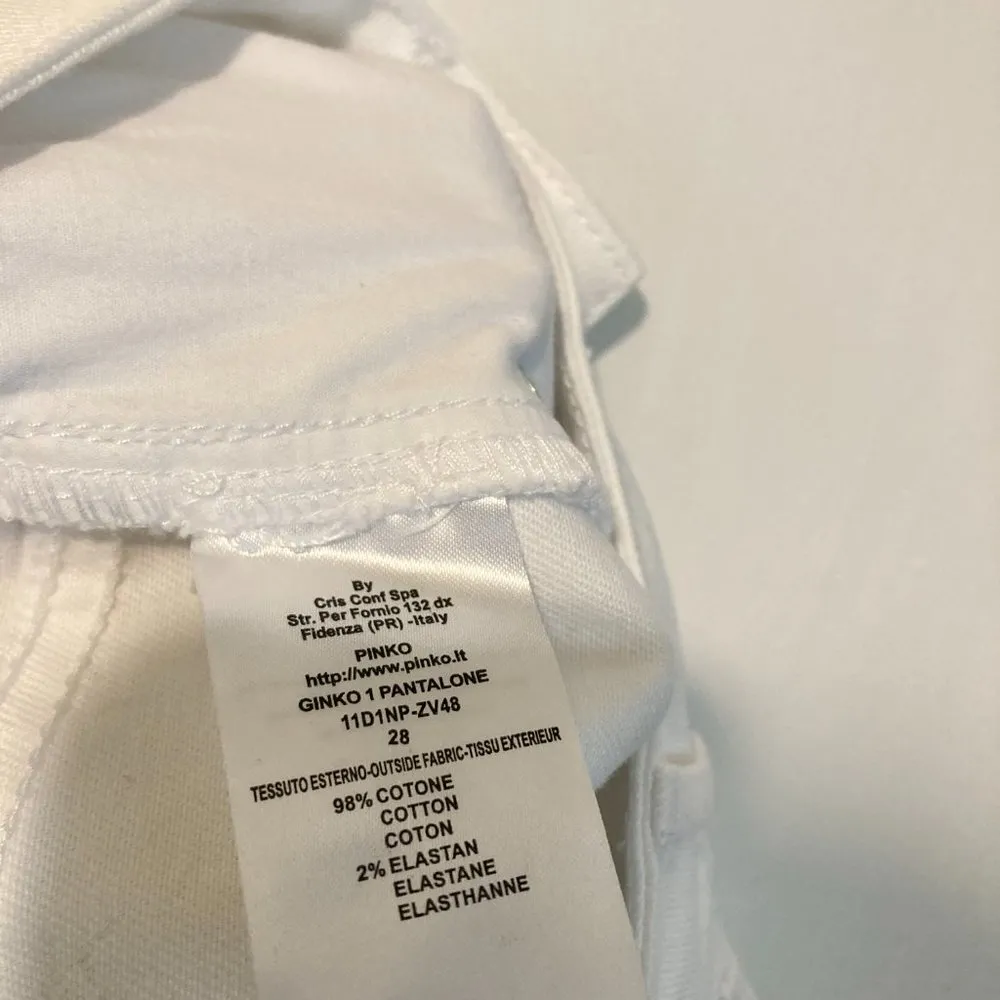 By
Cris Conf Spa
Str. Per Fornio 132 dx
Fidenza (PR) -Italy
PINKO
http://www.pinko.it
GINKO 1 PANTALONE
11D1NP-ZV48
28
TESSUTO ESTERNO-OUTSIDE FABRIC-TISSU EXTERIEUR
98% COTONE
COTTON
COTON
2% ELASTAN
ELASTANE
ELASTHANNE